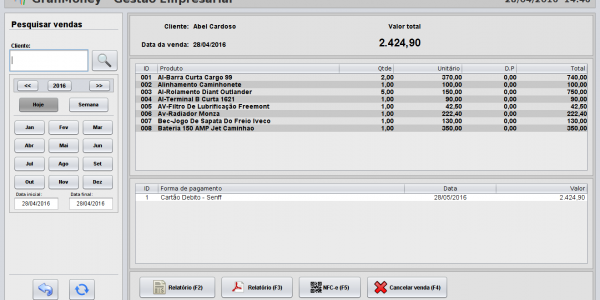 GranMoney - Gestão Empresarial
28/04/2016 14:48
Pesquisar vendas
Cliente:
<< 2016 >>
Hoje Semana
Jan Fev Mar
Abr Mai Jun
Jul Ago Set
Out Nov Dez
Data inicial: Data final:
28/04/2016 28/04/2016
Cliente: Abel Cardoso Valor total
Data da venda: 28/04/2016 2.424,90
ID Produto Qtde Unitário D.P Total
001 Al-Barra Curta Cargo 99 2,00 370,00 0,00 740,00
002 Alinhamento Caminhonete 1,00 100,00 0,00 100,00
003 Al-Rolamento Diant Outlander 5,00 150,00 0,00 750,00
004 Al-Terminal B Curta 1621 1,00 90,00 0,00 90,00
005 AV-Filtro De Lubrificação Freemont 1,00 42,50 0,00 42,50
006 Av-Radiador Monza 1,00 222,40 0,00 222,40
007 Bec-Jogo De Sapata Do Freio Iveco 1,00 130,00 0,00 130,00
008 Bateria 150 AMP Jet Caminhao 1,00 350,00 0,00 350,00
ID Forma de pagamento Data Valor
1 Cartão Debito - Senff 28/05/2016 2.424,90
Relatório (F2) Relatório (F3) NFC-e (F5) Cancelar venda (F4)